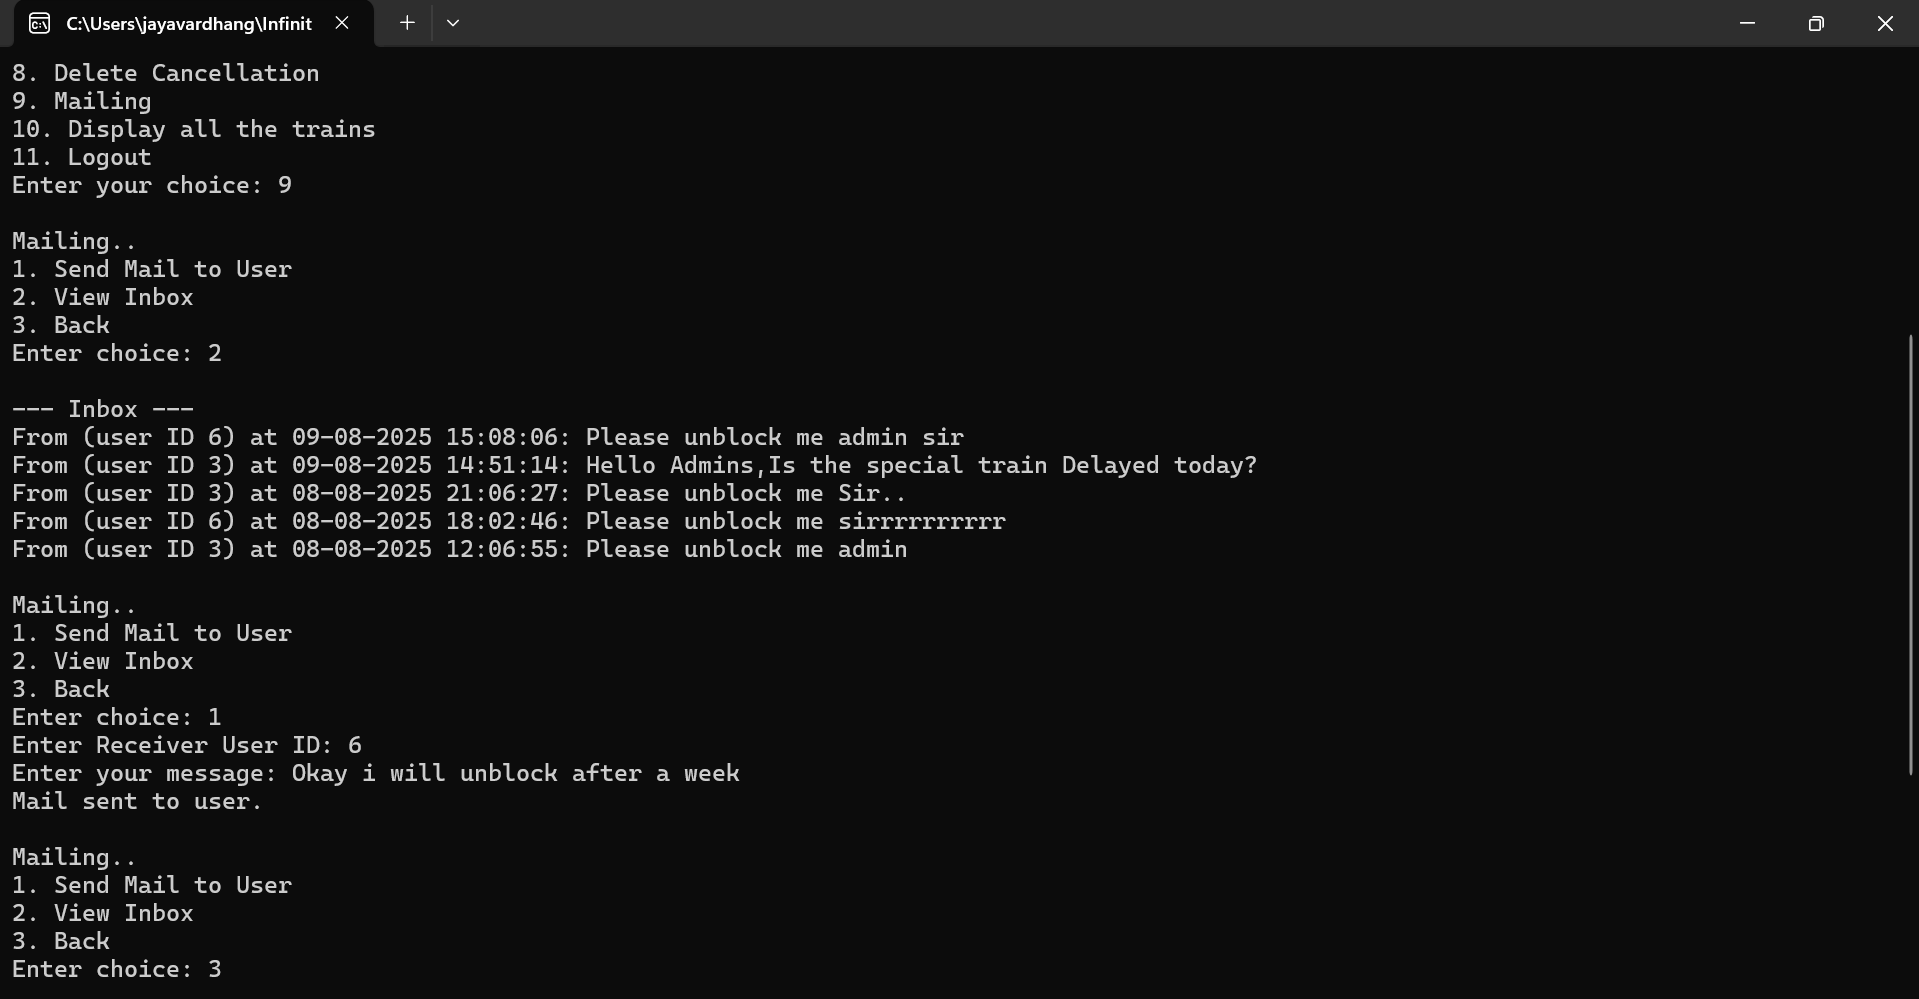 C:\Users\jayavardhang\Infinit
8. Delete Cancellation
9. Mailing
10. Display all the trains
11. Logout
Enter your choice: 9
Mailing..
1. Send Mail to User
2. View Inbox
3. Back
Enter choice: 2
--- Inbox ---
From (user ID 6) at 09-08-2025 15:08:06: Please unblock me admin sir
From (user ID 3) at 09-08-2025 14:51:14: Hello Admins,Is the special train Delayed today?
From (user ID 3) at 08-08-2025 21:06:27: Please unblock me Sir..
From (user ID 6) at 08-08-2025 18:02:46: Please unblock me sirrrrrrrrrr
From (user ID 3) at 08-08-2025 12:06:55: Please unblock me admin
Mailing..
1. Send Mail to User
2. View Inbox
3. Back
Enter choice: 1
Enter Receiver User ID: 6
Enter your message: Okay i will unblock after a week
Mail sent to user.
Mailing..
1. Send Mail to User
2. View Inbox
3. Back
Enter choice: 3